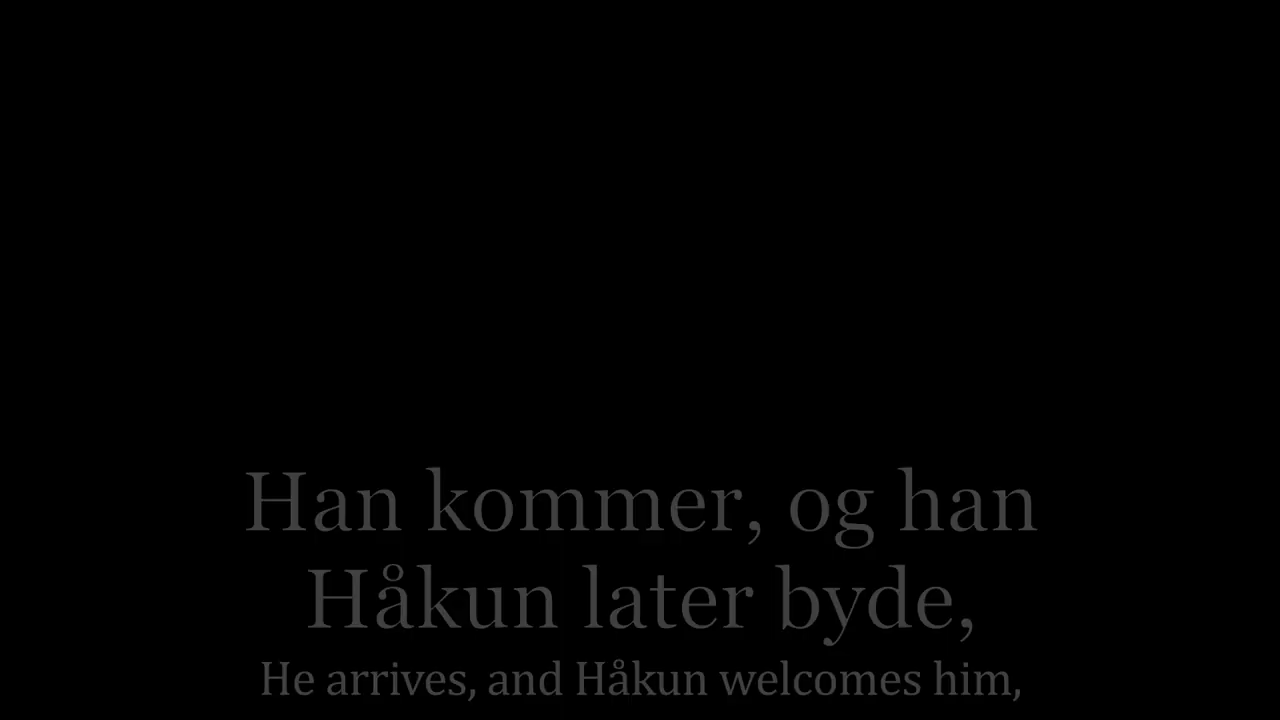 Han kommer, og han
Håkun later byde,
He arrives, and Håkun welcomes him,